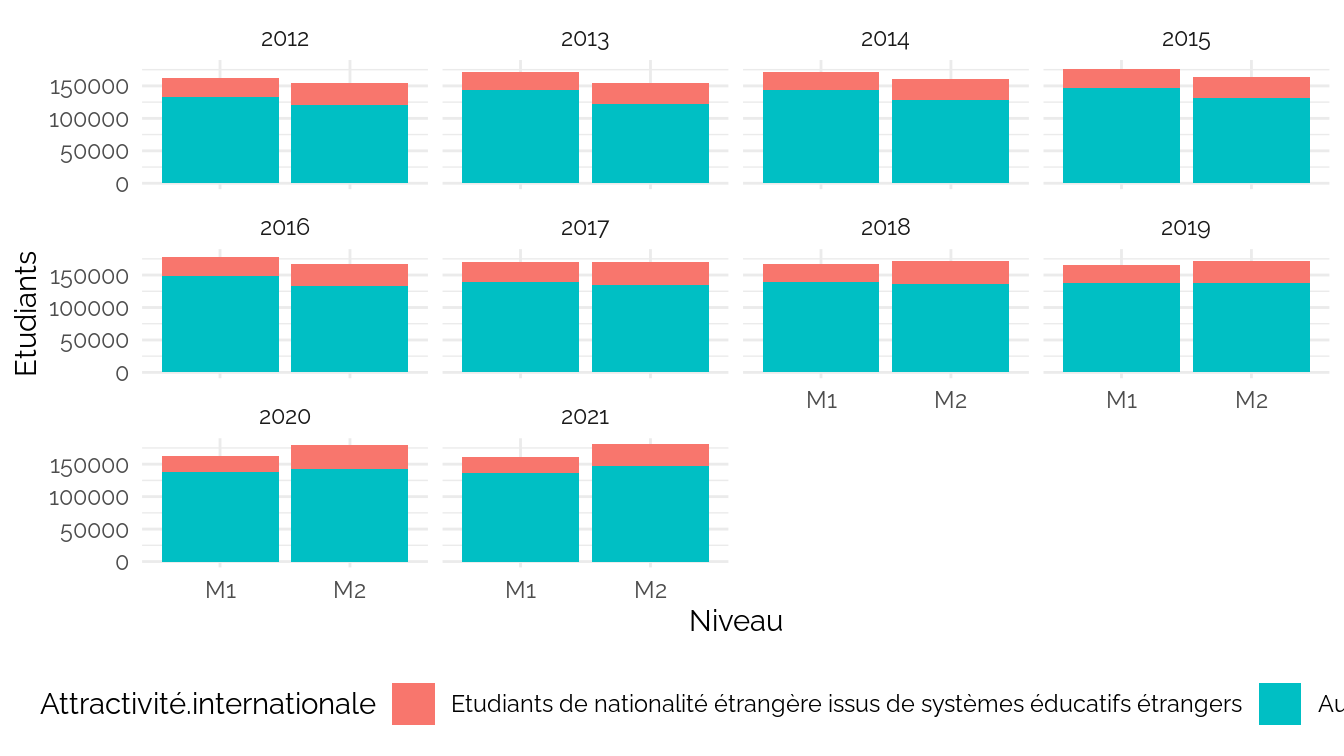 2012 2013 2014 2015
150000
100000
50000
0
2016 2017 2018 2019
150000
100000
50000
0
M1 M2 M1 M2
2020 2021
150000
100000
50000
0
M1 M2 M1 M2
Etudiants
Niveau
Attractivité.internationale Etudiants de nationalité étrangère issus de systèmes éducatifs étrangers